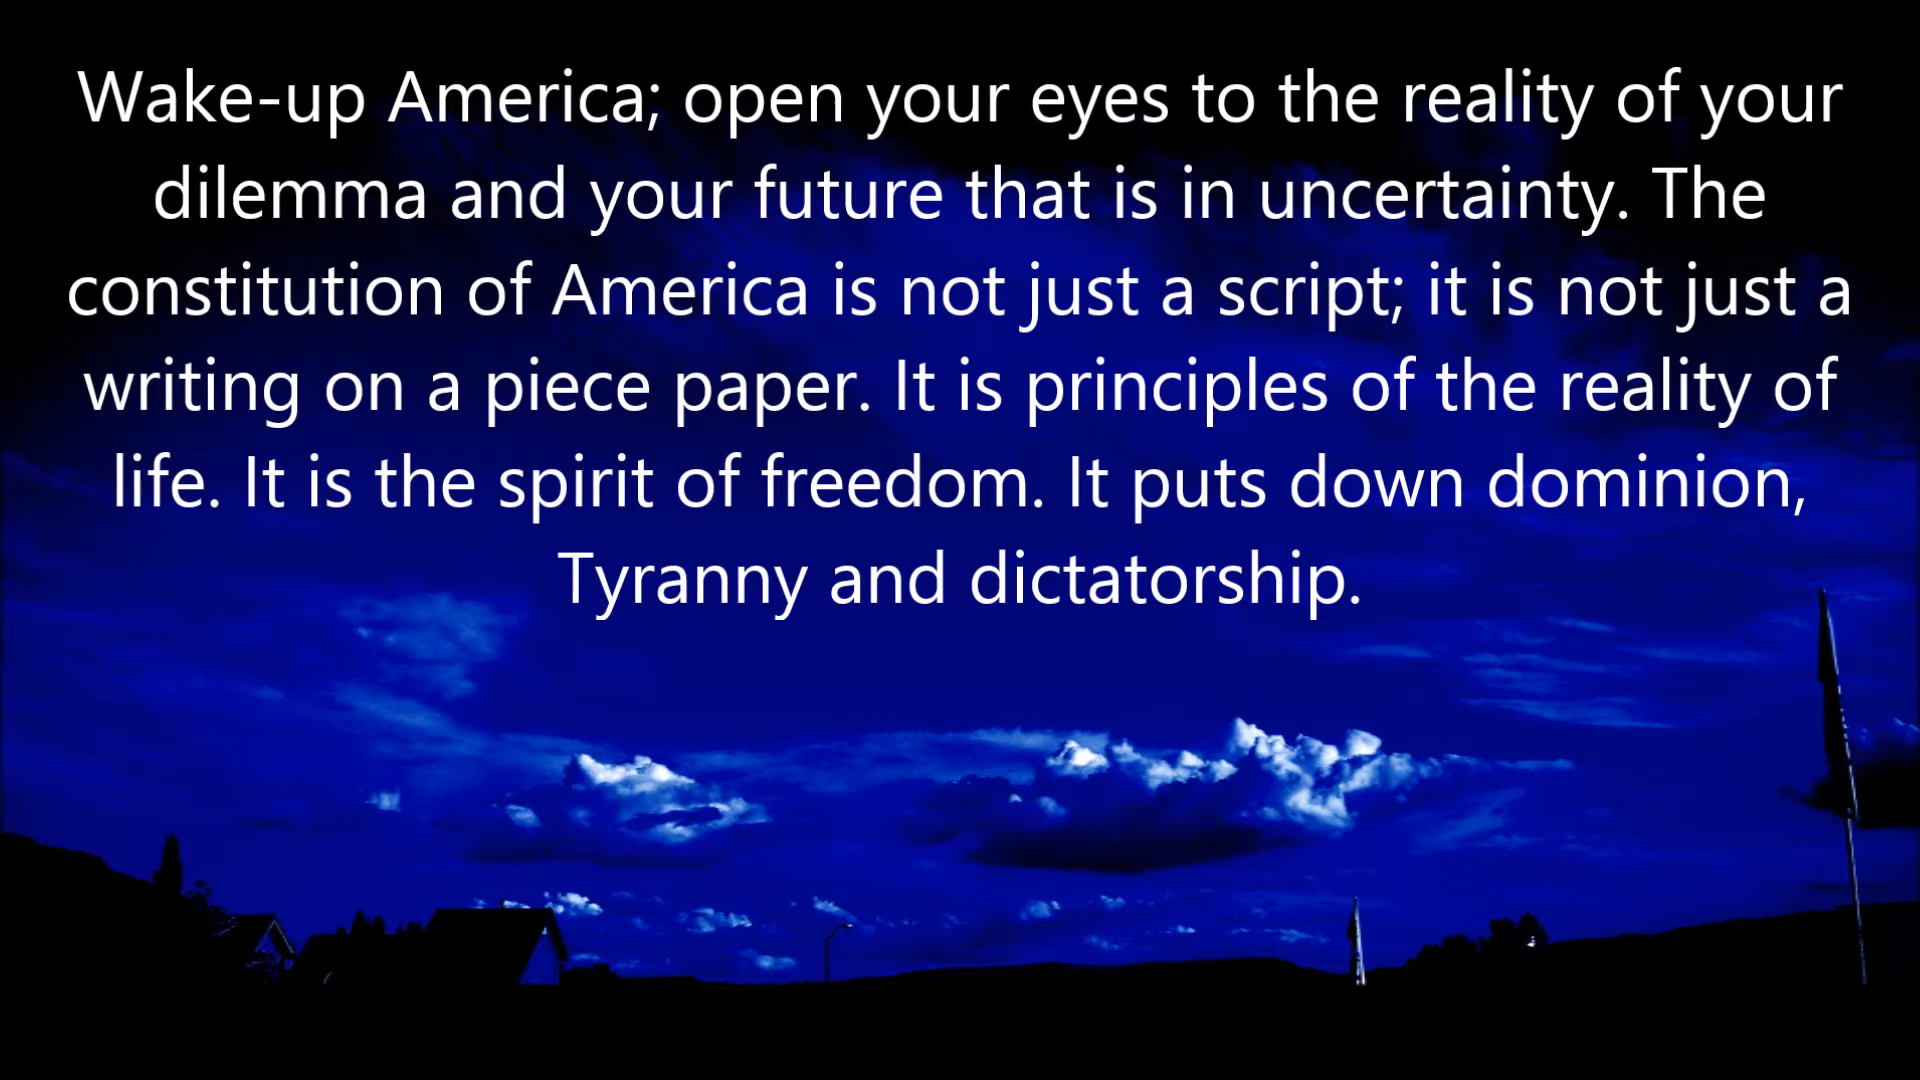 Wake-up America; open your eyes to the reality of your
dilemma and your future that is in uncertainty. The
constitution of America is not just a script; it is not just a
writing on a piece paper. It is principles of the reality of
life. It is the spirit of freedom. It puts down dominion,
Tyranny and dictatorship.